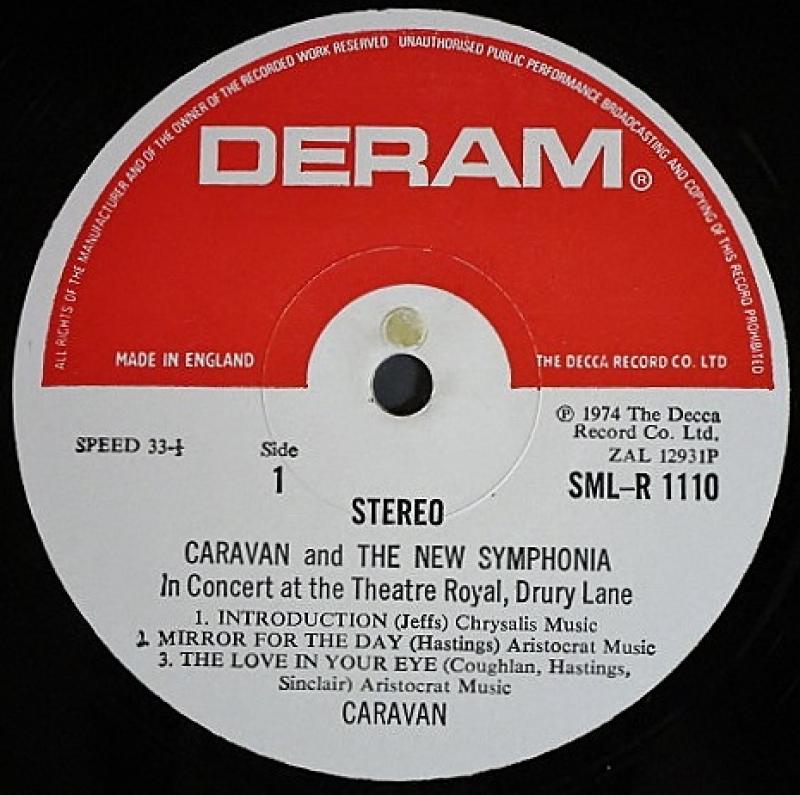 ALL RIGHTS OF THE MANUFACTURER AND OF THE OWNER OF THE RECORDED WORK RESERVED UNAUTHORISED PUBLIC PERFORMANCE BROADCASTING AND COPYING OF THIS RECORD PROHIBITED
DERAM®
MADE IN ENGLAND
THE DECCA RECORD CO. LTD
SPEED 33-⅓
Side
1
℗ 1974 The Decca
Record Co. Ltd.
ZAL 12931P
SML-R 1110
STEREO
CARAVAN and THE NEW SYMPHONIA
In Concert at the Theatre Royal, Drury Lane
1. INTRODUCTION (Jeffs) Chrysalis Music
2. MIRROR FOR THE DAY (Hastings) Aristocrat Music
3. THE LOVE IN YOUR EYE (Coughlan, Hastings,
Sinclair) Aristocrat Music
CARAVAN